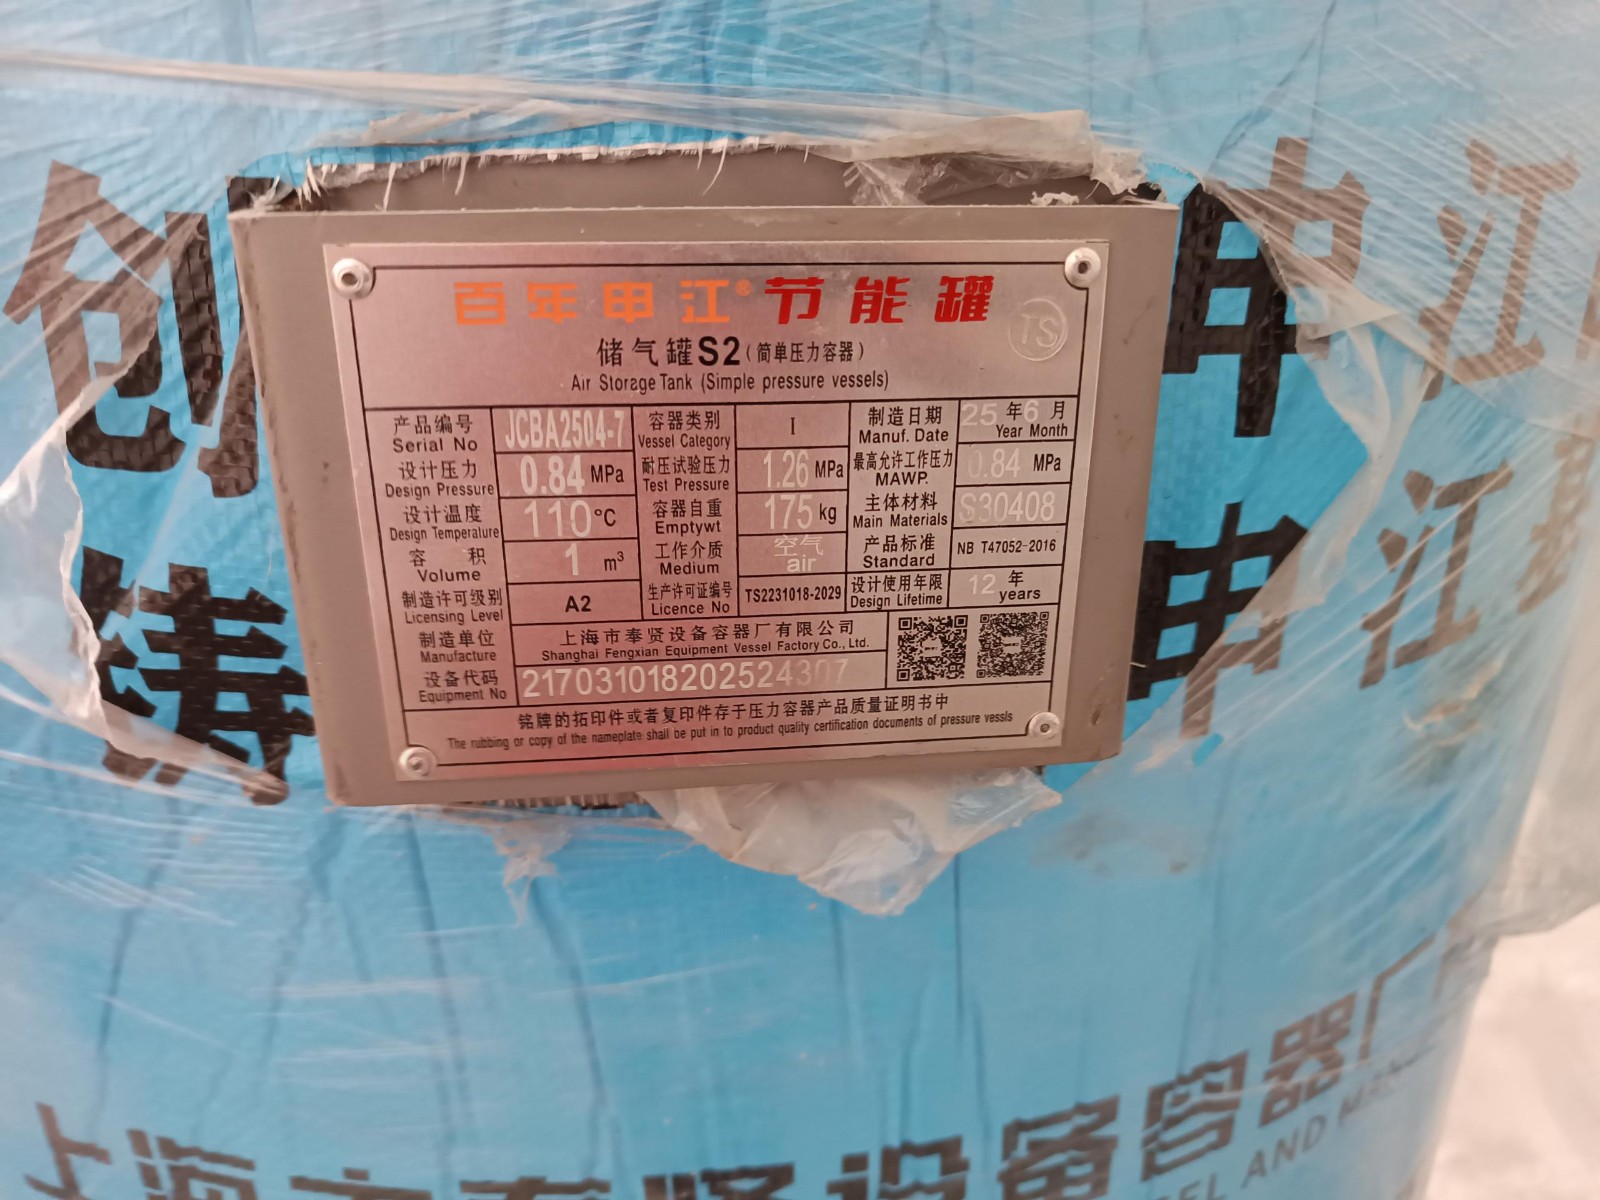 百年申江® 节能罐
TS
储气罐S2(简单压力容器)
Air Storage Tank (Simple pressure vessels)
产品编号 Serial No JCBA2504-7 容器类别 Vessel Category I 制造日期 Manuf. Date 25 年 6 月 Year Month
设计压力 Design Pressure 0.84 MPa 耐压试验压力 Test Pressure 1.26 MPa 最高允许工作压力 MAWP. 0.84 MPa
设计温度 Design Temperature 110 °C 容器自重 Emptywt 175 kg 主体材料 Main Materials S30408
容积 Volume 1 m³ 工作介质 Medium 空气 air 产品标准 Standard NB T47052-2016
制造许可级别 Licensing Level A2 生产许可证编号 Licence No TS2231018-2029 设计使用年限 Design Lifetime 12 年 years
制造单位 Manufacture 上海市奉贤设备容器厂有限公司
Shanghai Fengxian Equipment Vessel Factory Co., Ltd.
设备代码 Equipment No 217031018202524307
铭牌的拓印件或者复印件存于压力容器产品质量证明书中
The rubbing or copy of the nameplate shall be put in to product quality certification documents of pressure vessls
创 申江
铸 申江
上海市奉贤设备容器厂
AND